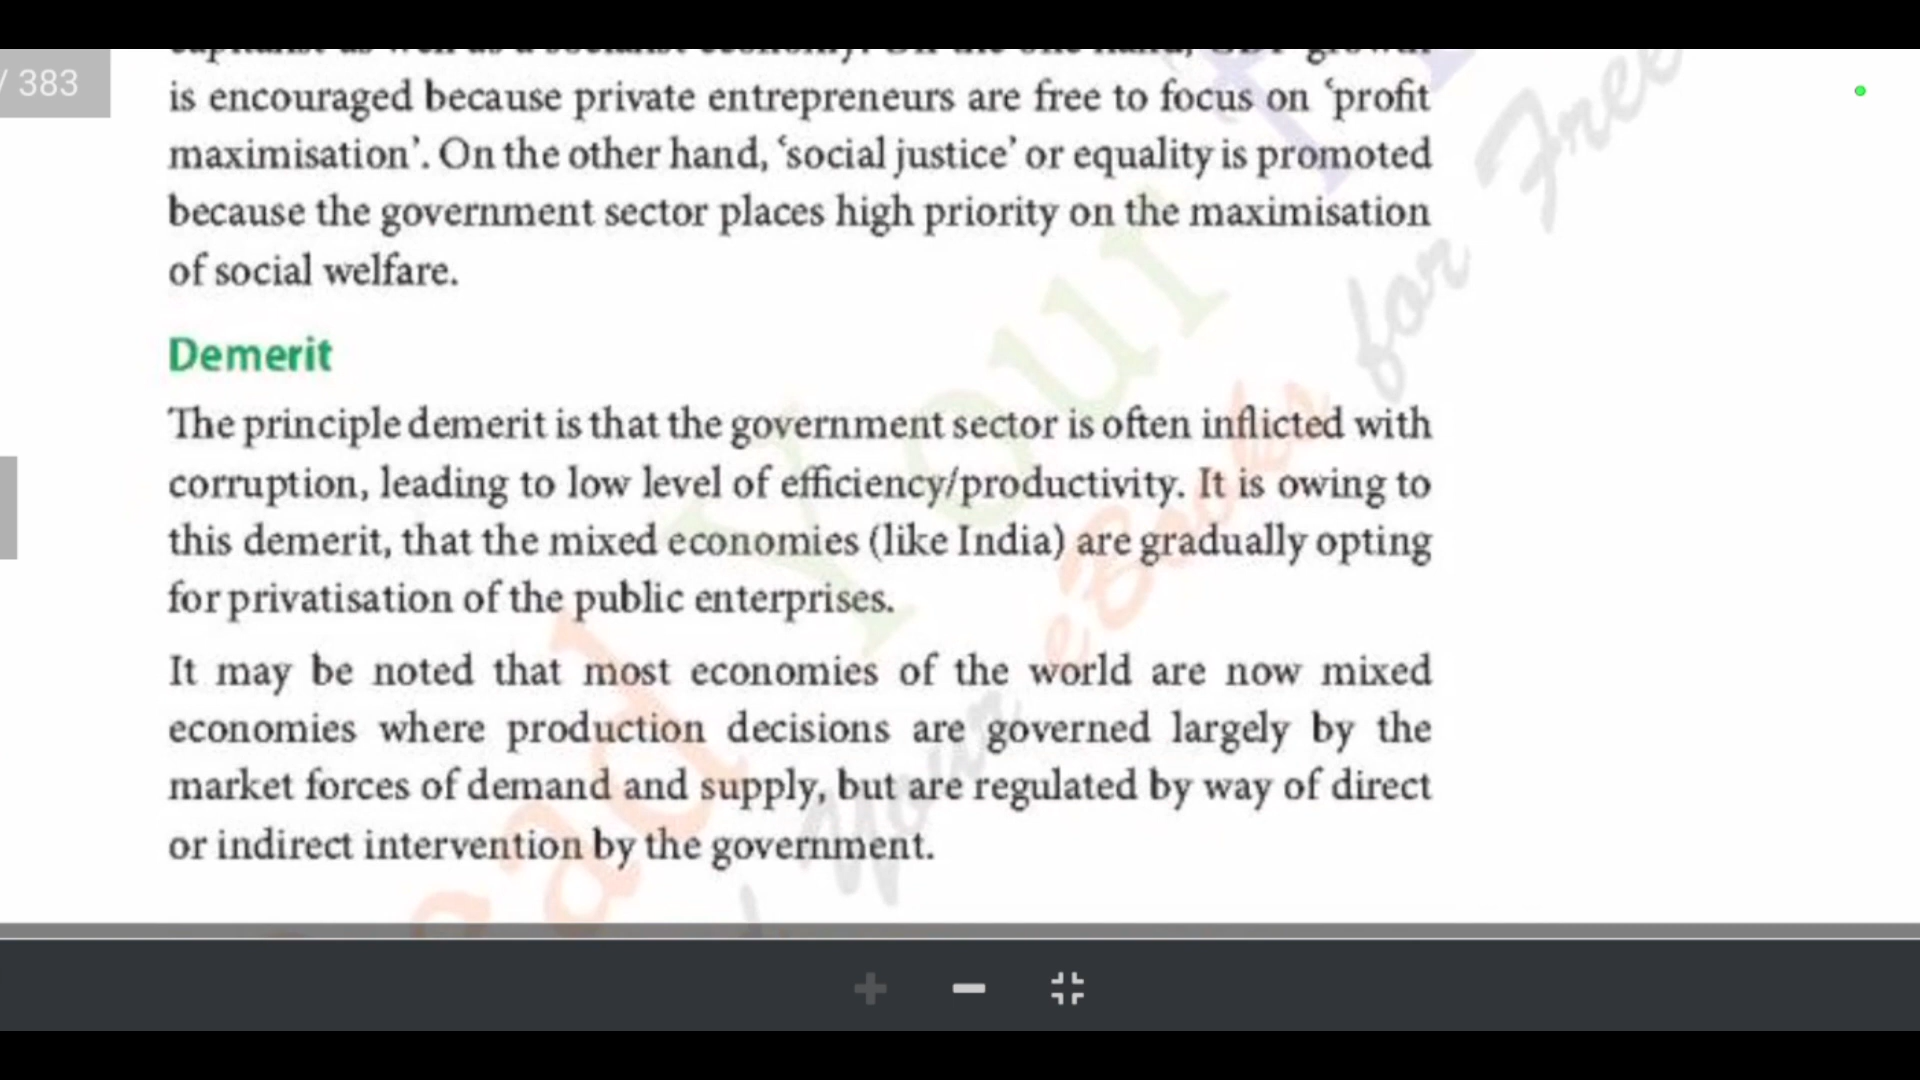 / 383
is encouraged because private entrepreneurs are free to focus on ‘profit
maximisation’. On the other hand, ‘social justice’ or equality is promoted
because the government sector places high priority on the maximisation
of social welfare.
Demerit
The principle demerit is that the government sector is often inflicted with
corruption, leading to low level of efficiency/productivity. It is owing to
this demerit, that the mixed economies (like India) are gradually opting
for privatisation of the public enterprises.
It may be noted that most economies of the world are now mixed
economies where production decisions are governed largely by the
market forces of demand and supply, but are regulated by way of direct
or indirect intervention by the government.
Your
eBooks for Free
Your